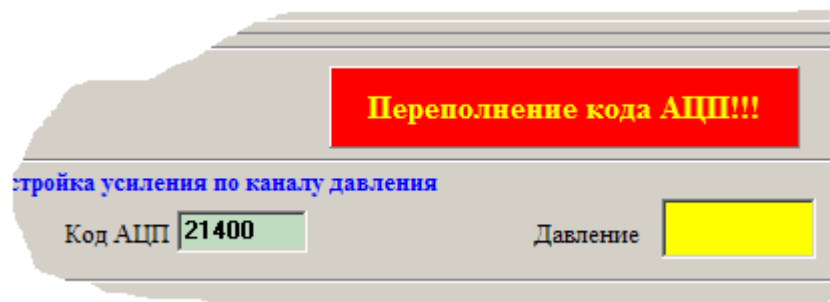 Переполнение кода АЦП!!!
стройка усиления по каналу давления
Код АЦП 21400 Давление